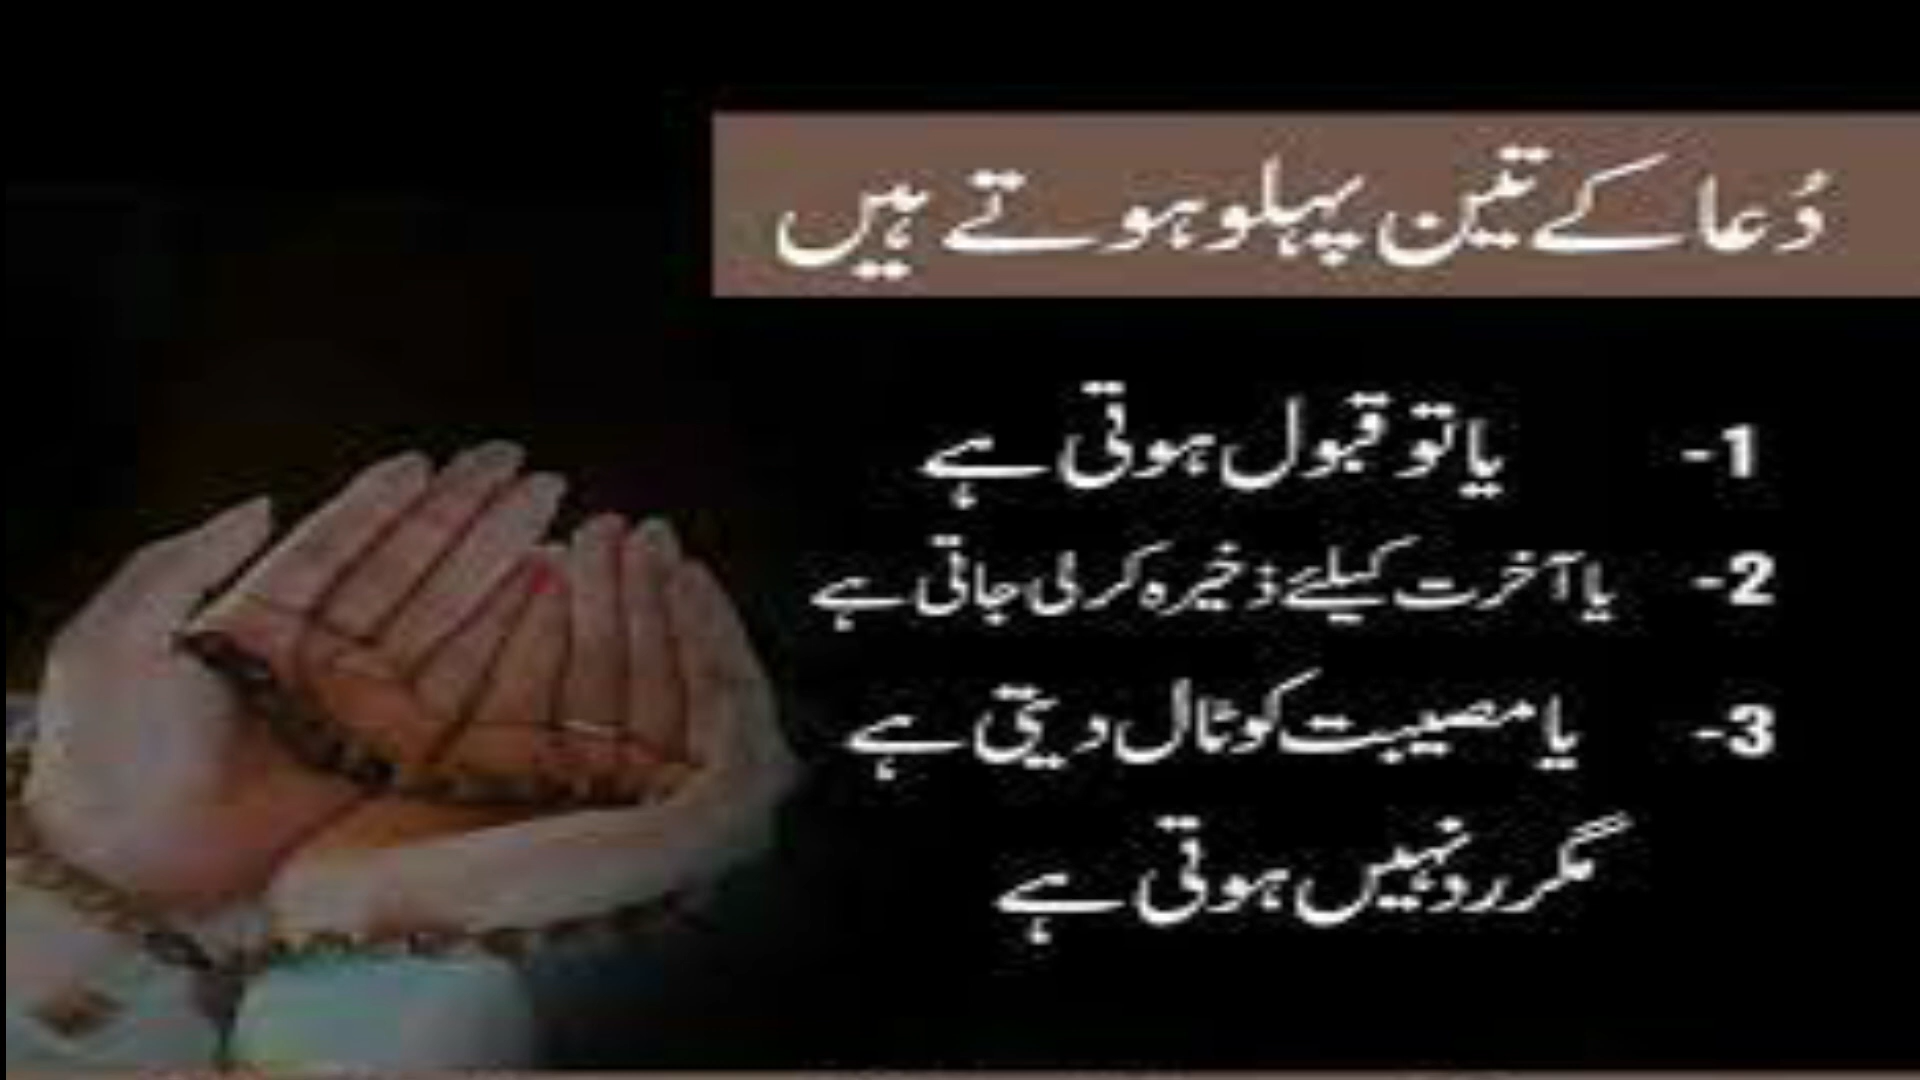 دُعا کے تین پہلو ہوتے ہیں
1- یا تو قبول ہوتی ہے
2- یا آخرت کیلئے ذخیرہ کر لی جاتی ہے
3- یا مصیبت کو ٹال دیتی ہے
مگر رد نہیں ہوتی ہے